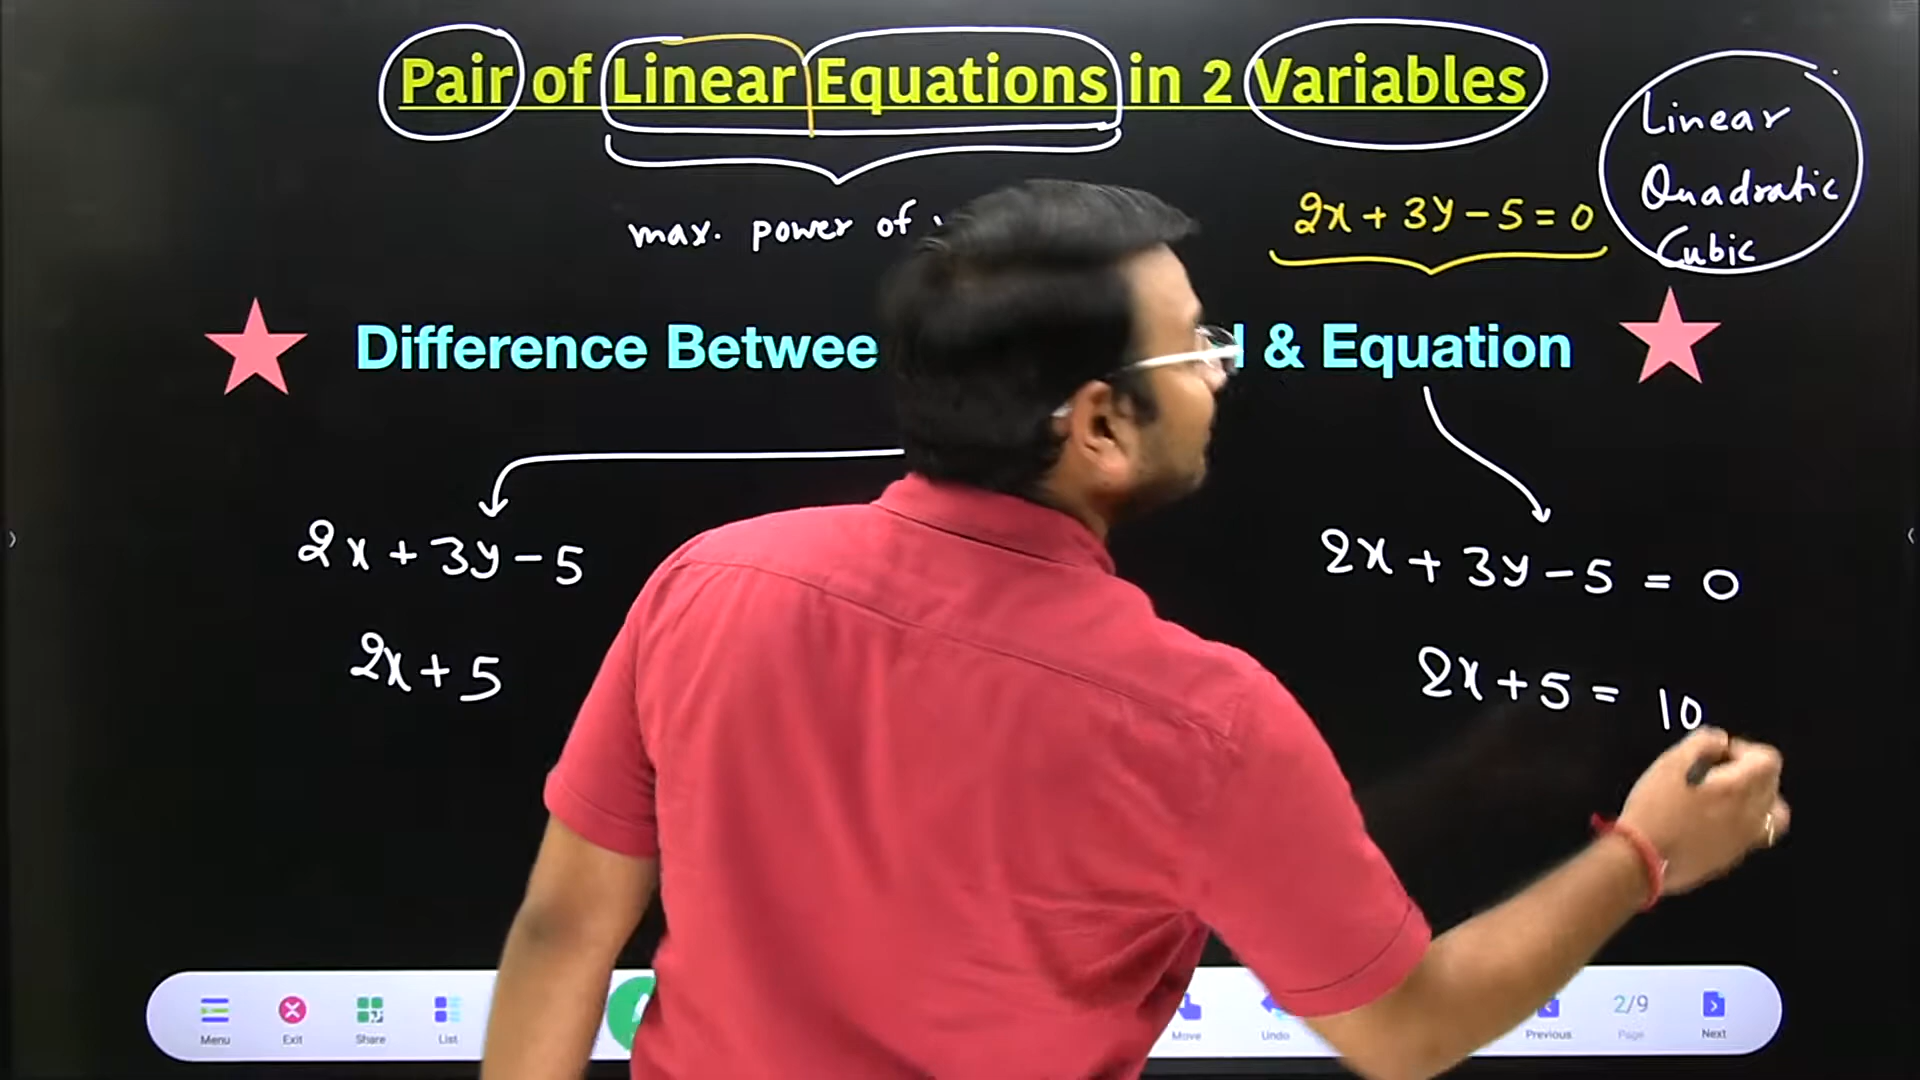 Pair of Linear Equations in 2 Variables
Linear
Quadratic
Cubic
max. power of
2x + 3y - 5 = 0
Difference Betwee & Equation
2x + 3y - 5
2x + 3y - 5 = 0
2x + 5
2x + 5 = 10
Menu
Exit
Share
List
Move
Undo
Previous
2/9
Page
Next